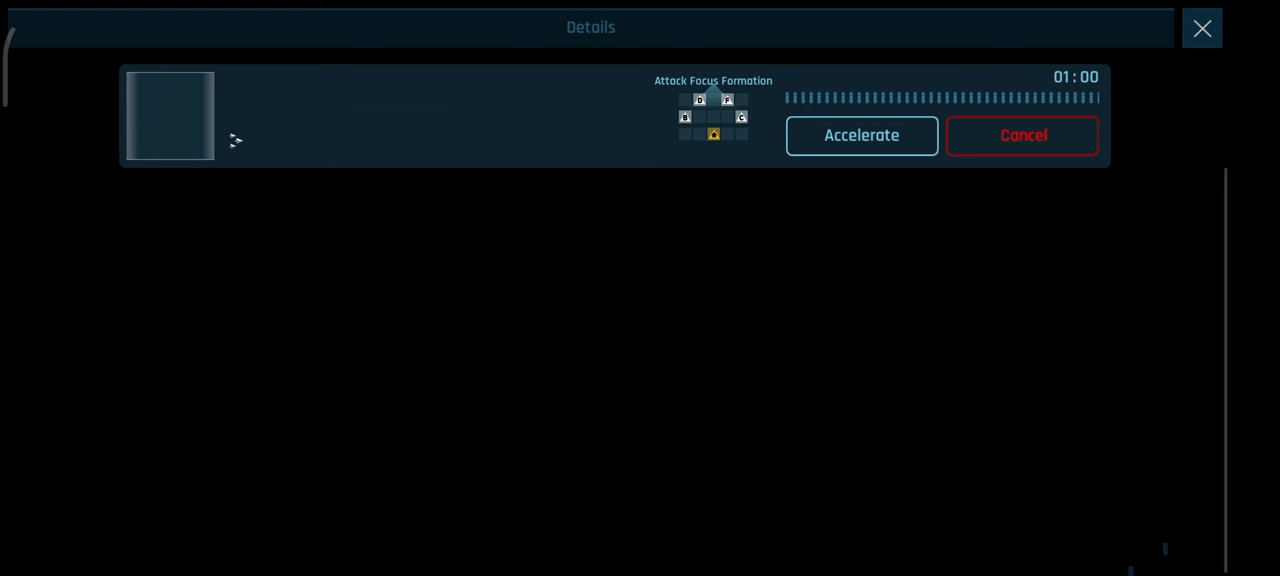 Details
Attack Focus Formation
01:00
D F
B C
Accelerate
Cancel